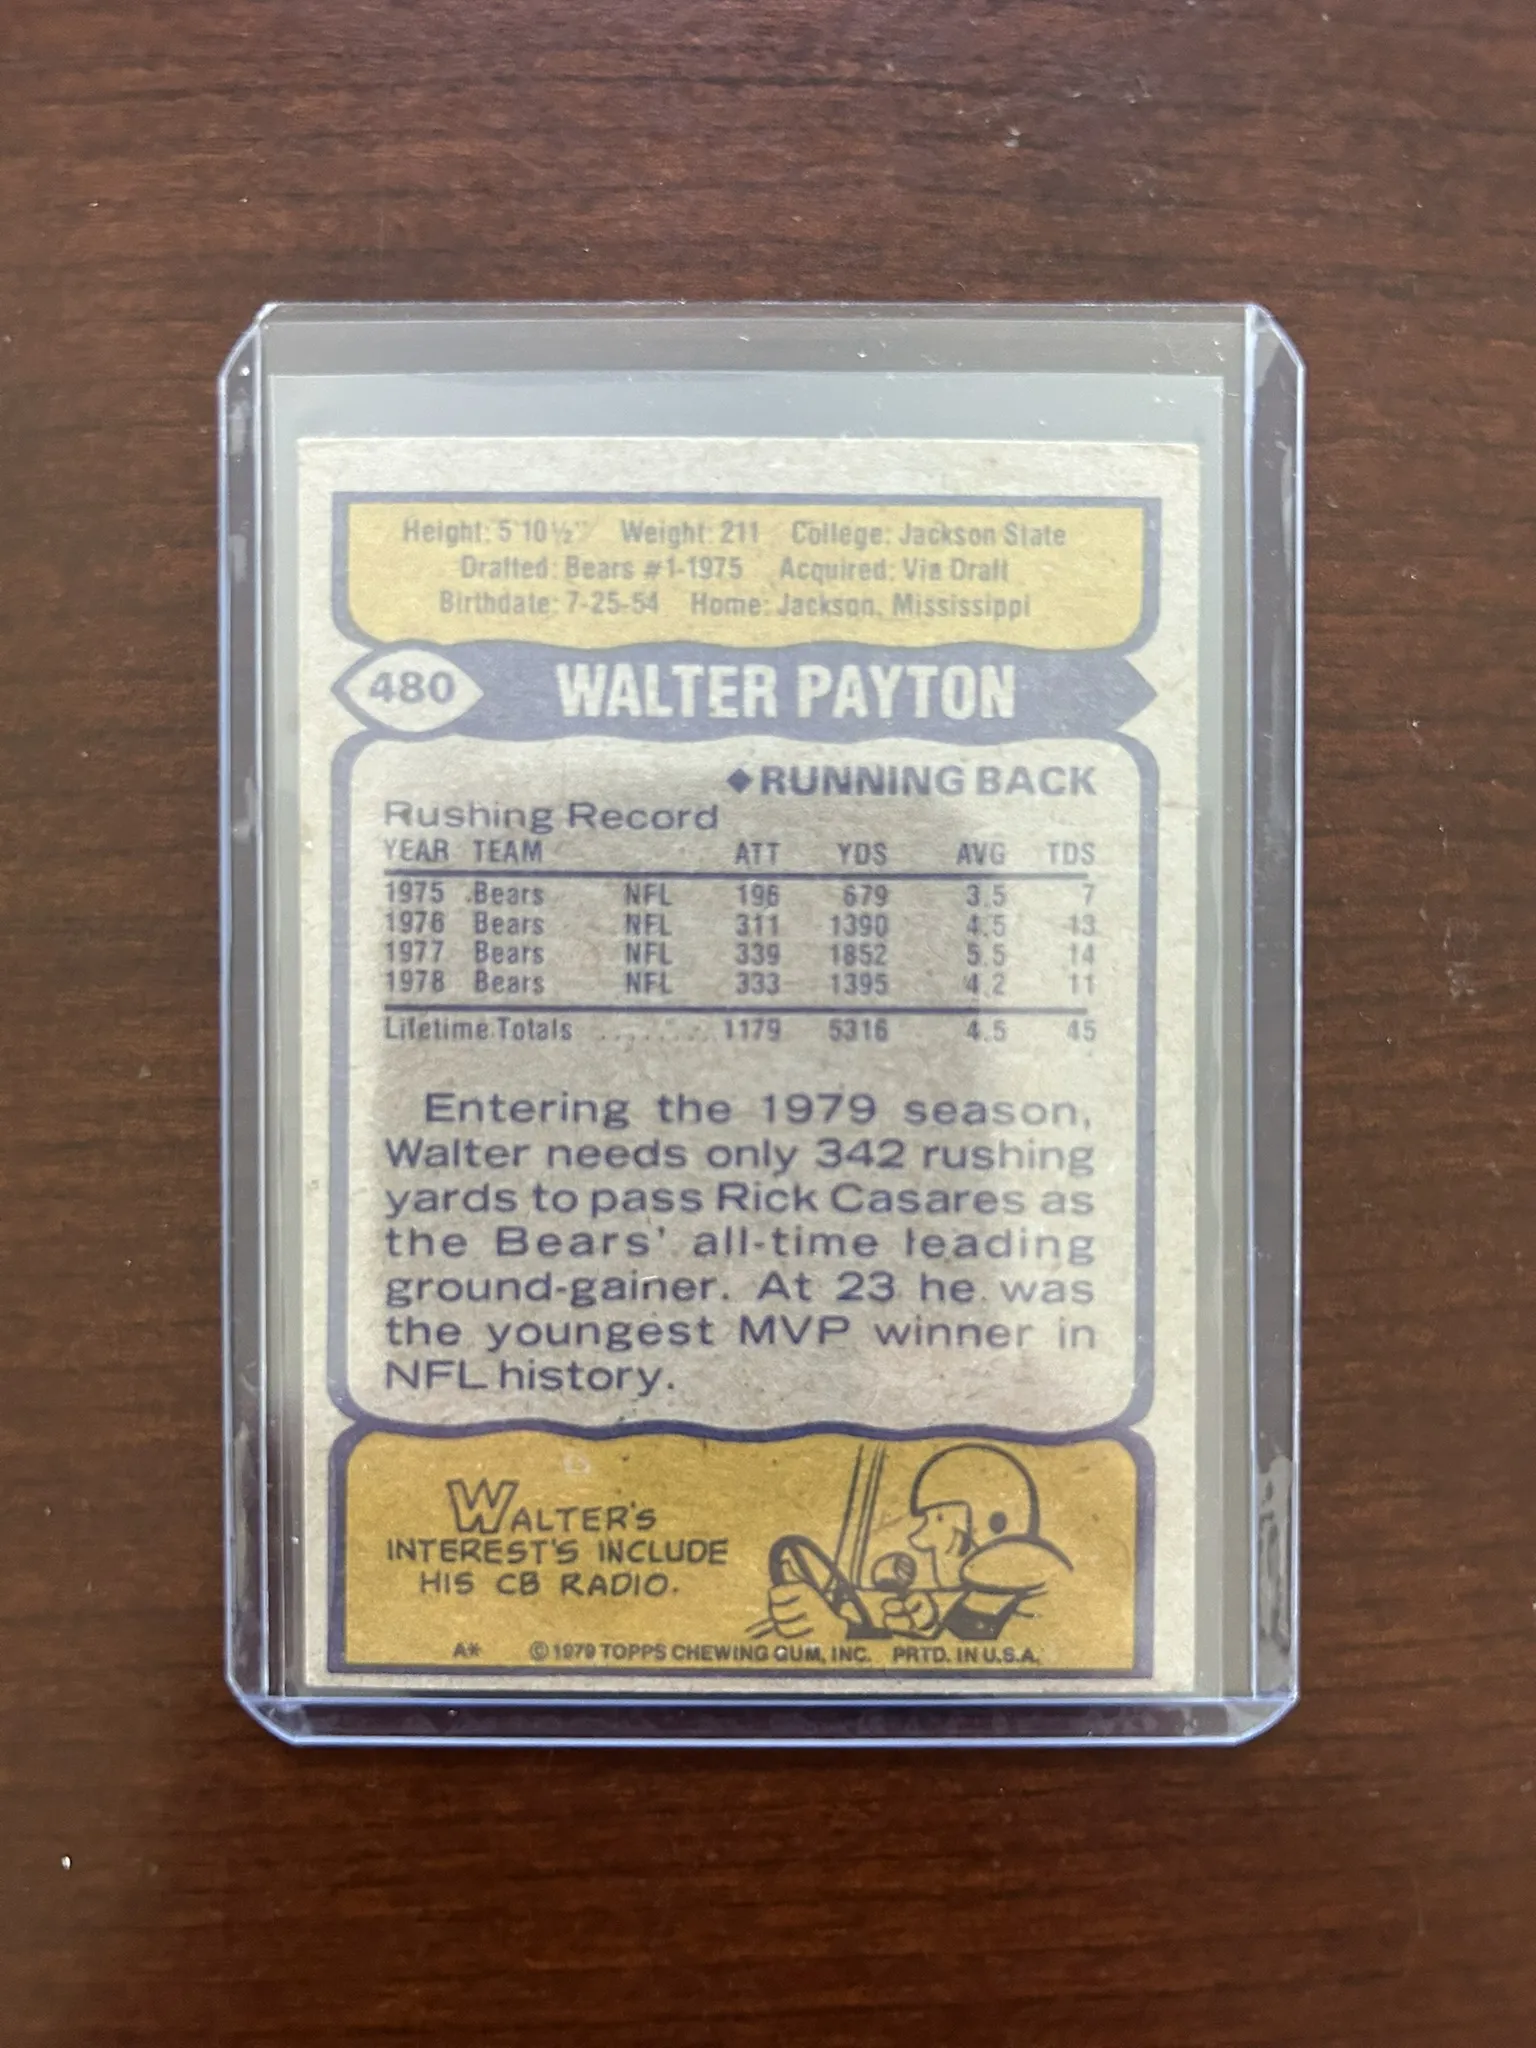 Height: 5'10½" Weight: 211 College: Jackson State
Drafted: Bears #1-1975 Acquired: Via Draft
Birthdate: 7-25-54 Home: Jackson, Mississippi
480 WALTER PAYTON
◆RUNNING BACK
Rushing Record
YEAR TEAM ATT YDS AVG TDS
1975 Bears NFL 196 679 3.5 7
1976 Bears NFL 311 1390 4.5 13
1977 Bears NFL 339 1852 5.5 14
1978 Bears NFL 333 1395 4.2 11
Lifetime Totals ........ 1179 5316 4.5 45
Entering the 1979 season,
Walter needs only 342 rushing
yards to pass Rick Casares as
the Bears' all-time leading
ground-gainer. At 23 he was
the youngest MVP winner in
NFL history.
WALTER'S
INTEREST'S INCLUDE
HIS CB RADIO.
A* © 1979 TOPPS CHEWING GUM, INC. PRTD. IN U.S.A.